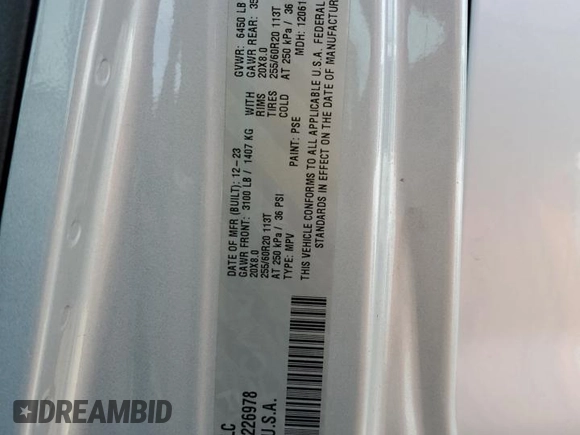 LC
226978
U.S.A.
DATE OF MFR (BUILT): 12-23 GVWR: 6450 LB
GAWR FRONT: 3100 LB / 1407 KG WITH GAWR REAR:
20X8.0 RIMS 20X8.0
255/60R20 113T TIRES 255/60R20 113T
AT 250 kPa / 36 PSI COLD AT 250 kPa / 36
TYPE: MPV PAINT: PSE MDH: 12061
THIS VEHICLE CONFORMS TO ALL APPLICABLE U.S.A. FEDERAL
STANDARDS IN EFFECT ON THE DATE OF MANUFACTUR
DREAMBID